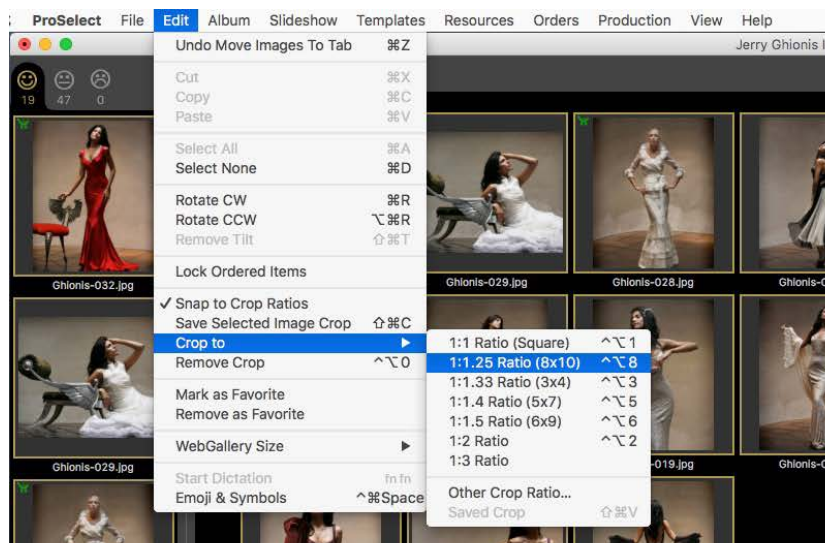 ProSelect File Edit Album Slideshow Templates Resources Orders Production View Help
Jerry Ghionis
19 47 0
Undo Move Images To Tab ⌘Z
Cut ⌘X
Copy ⌘C
Paste ⌘V
Select All ⌘A
Select None ⌘D
Rotate CW ⌘R
Rotate CCW ⌥⌘R
Remove Tilt ⇧⌘T
Lock Ordered Items
✓ Snap to Crop Ratios
Save Selected Image Crop ⇧⌘C
Crop to ▶
Remove Crop ^⌥0
Mark as Favorite
Remove as Favorite
WebGallery Size ▶
Start Dictation fn fn
Emoji & Symbols ^⌘Space
1:1 Ratio (Square) ^⌥1
1:1.25 Ratio (8x10) ^⌥8
1:1.33 Ratio (3x4) ^⌥3
1:1.4 Ratio (5x7) ^⌥5
1:1.5 Ratio (6x9) ^⌥6
1:2 Ratio ^⌥2
1:3 Ratio
Other Crop Ratio...
Saved Crop ⇧⌘V
Ghionis-032.jpg
Ghionis-029.jpg
Ghionis-028.jpg
Ghionis-
Ghionis-029.jpg
-019.jpg
Ghionis-